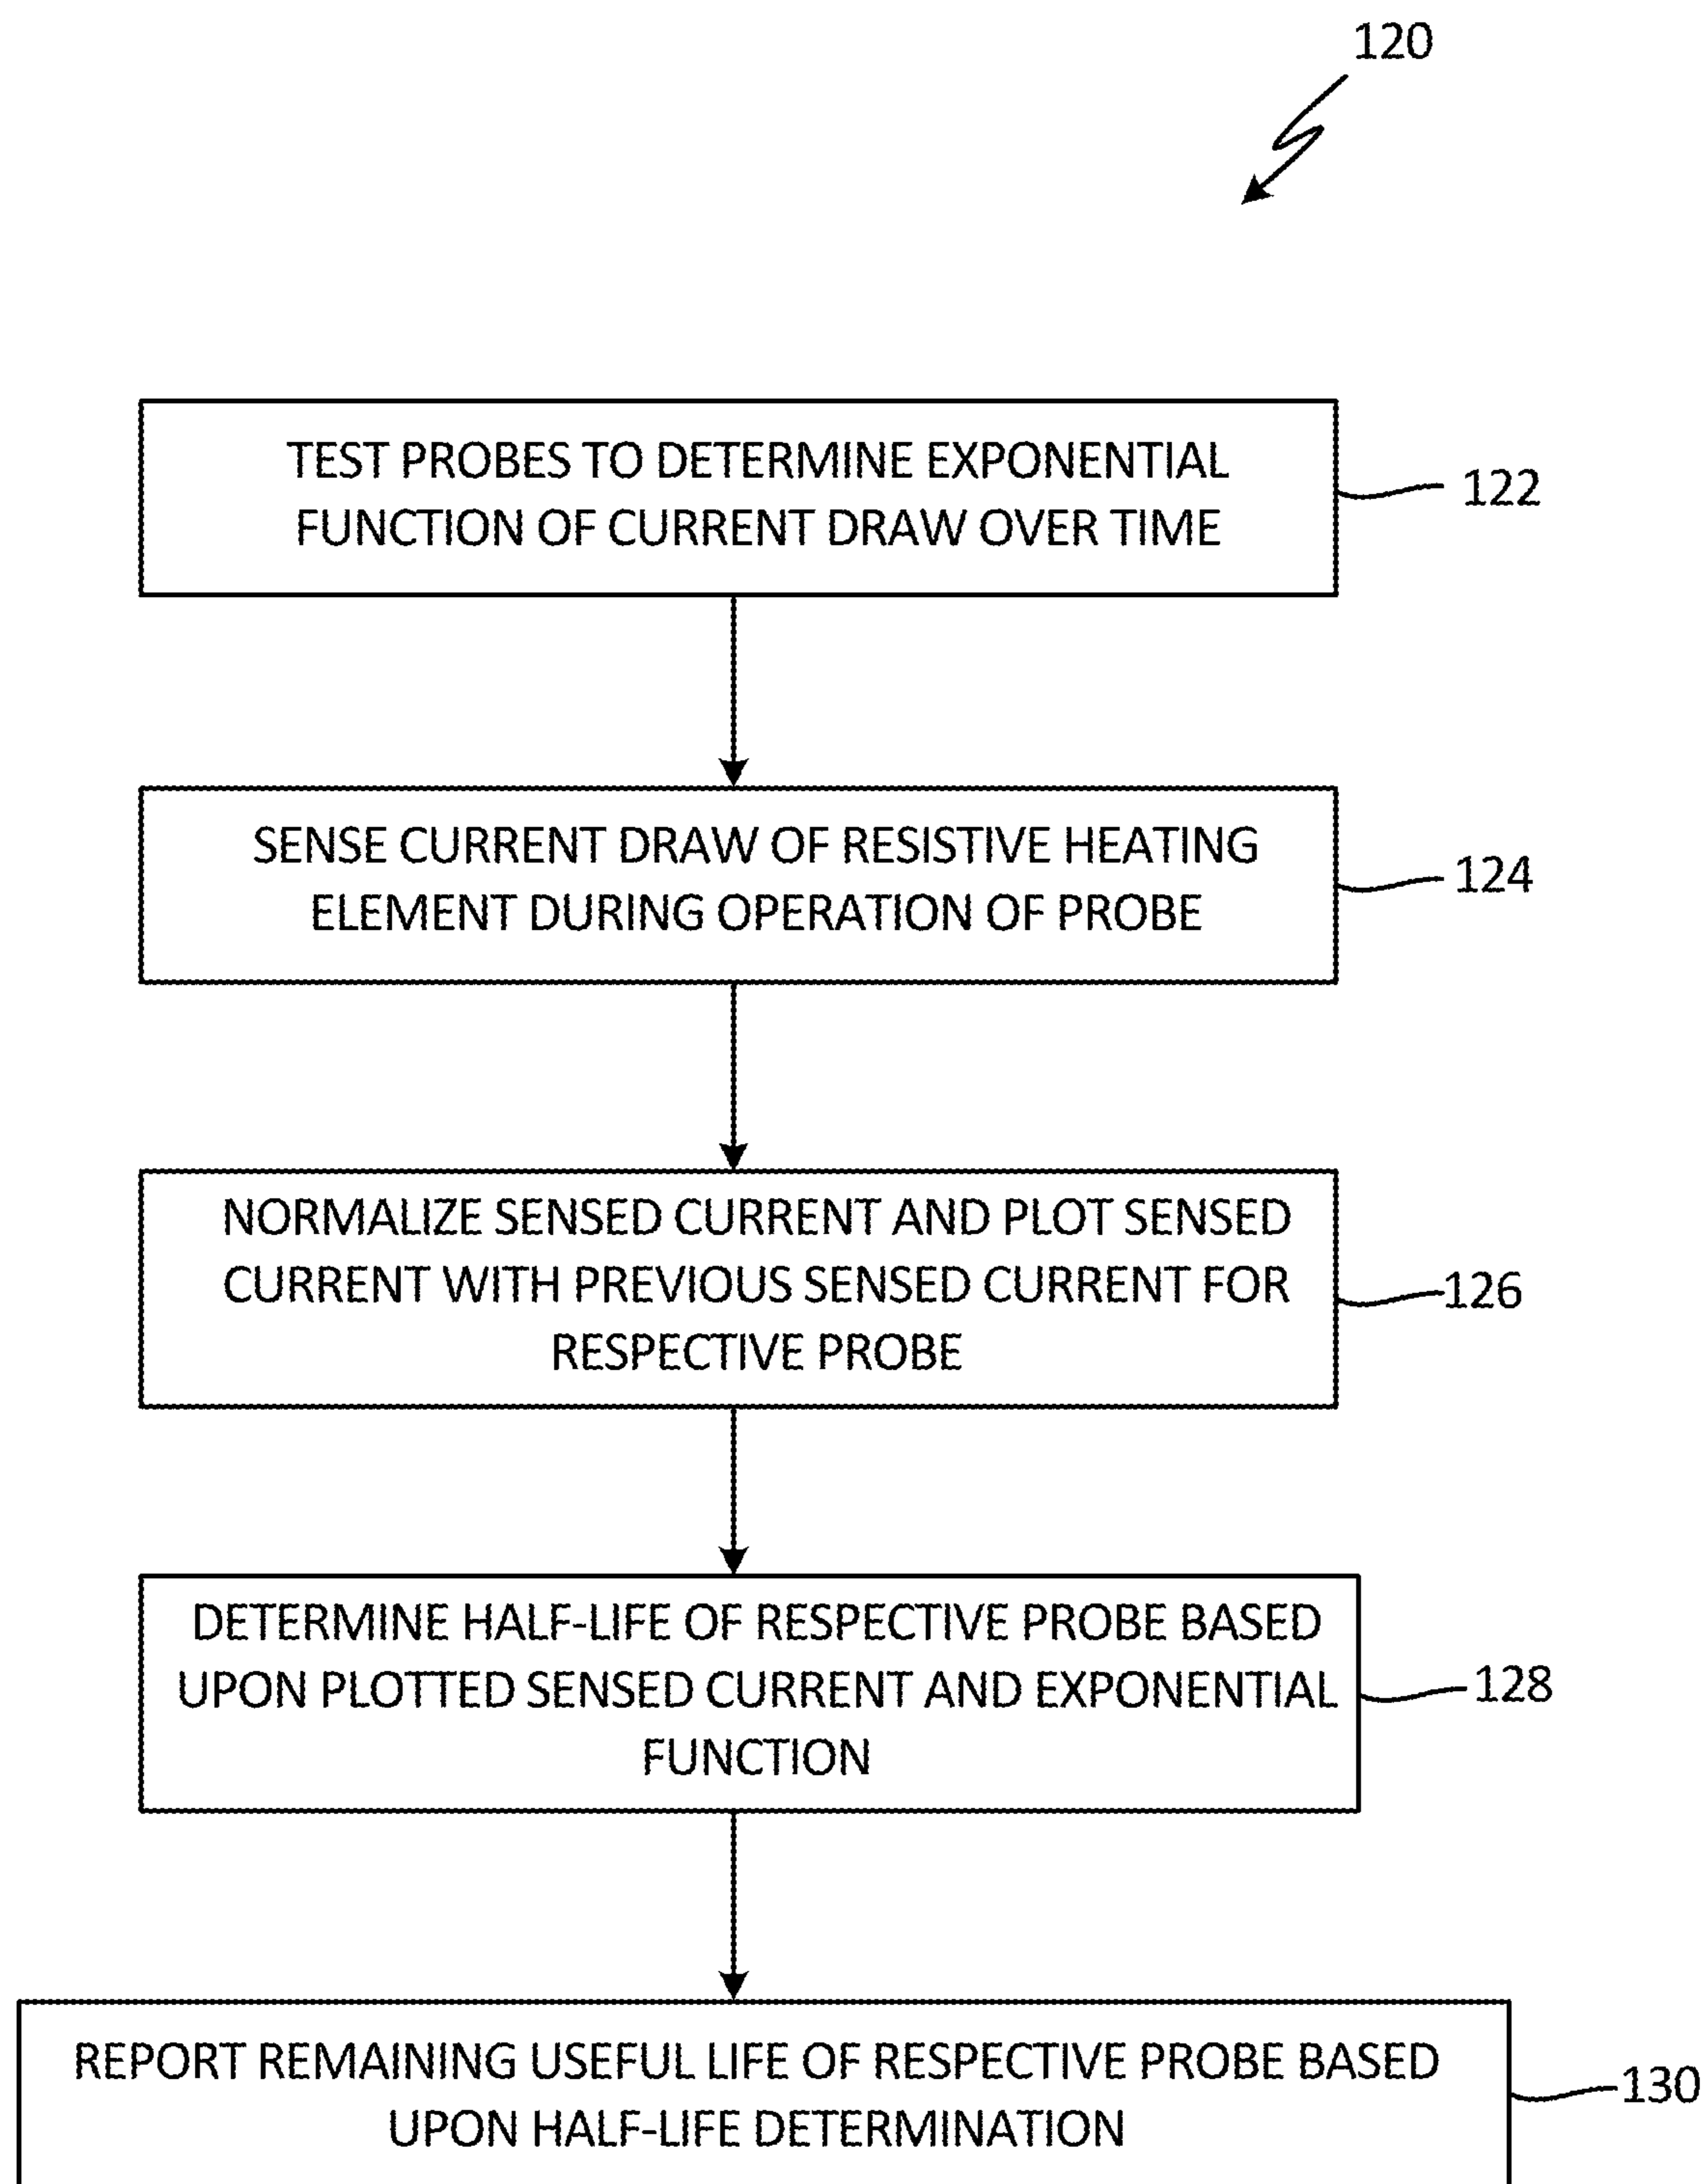 120
TEST PROBES TO DETERMINE EXPONENTIAL
FUNCTION OF CURRENT DRAW OVER TIME
122
SENSE CURRENT DRAW OF RESISTIVE HEATING
ELEMENT DURING OPERATION OF PROBE
124
NORMALIZE SENSED CURRENT AND PLOT SENSED
CURRENT WITH PREVIOUS SENSED CURRENT FOR
RESPECTIVE PROBE
126
DETERMINE HALF-LIFE OF RESPECTIVE PROBE BASED
UPON PLOTTED SENSED CURRENT AND EXPONENTIAL
FUNCTION
128
REPORT REMAINING USEFUL LIFE OF RESPECTIVE PROBE BASED
UPON HALF-LIFE DETERMINATION
130